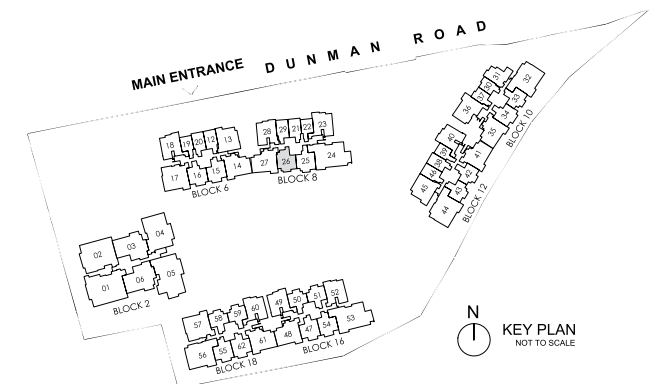 DUNMAN ROAD
MAIN ENTRANCE
31 32
30
37 33
36 34
35
BLOCK 10
28 29 21 22 23
18 19 20 12 13
27 26 25 24
17 16 15 14
BLOCK 6
BLOCK 8
40
39 41
38
46 42
45 43
44
BLOCK 12
04
02 03
01 06 05
BLOCK 2
49 50 51 52
57 58 59 60
56 55 62 61 48 47 54 53
BLOCK 18
BLOCK 16
N
KEY PLAN
NOT TO SCALE